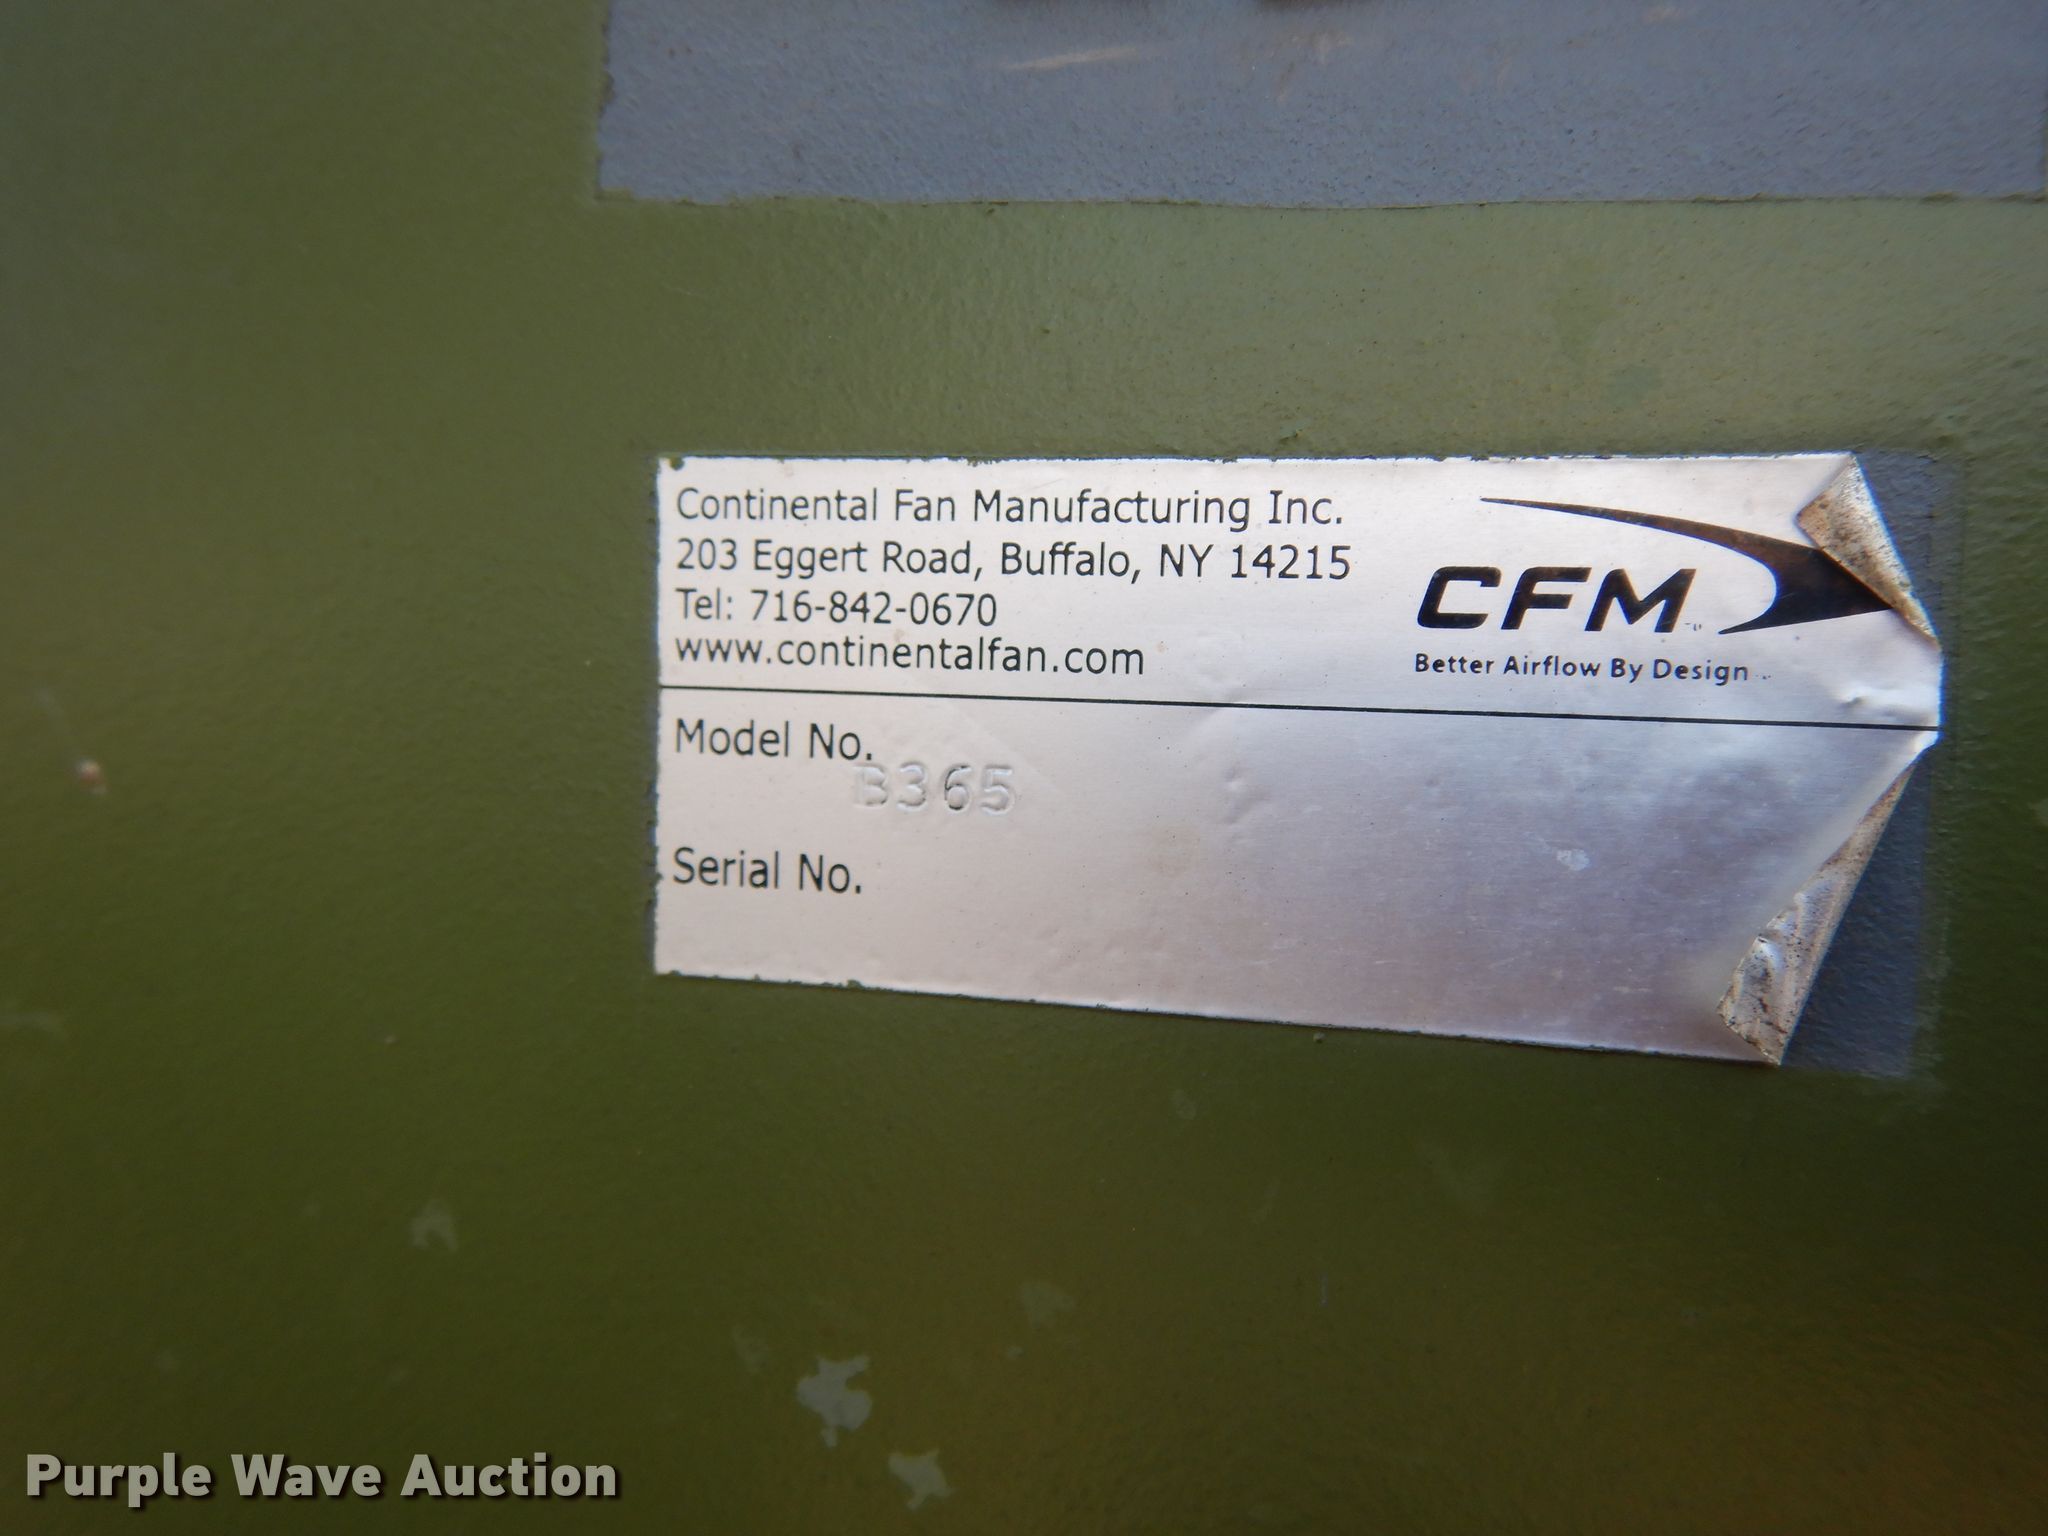 Continental Fan Manufacturing Inc.
203 Eggert Road, Buffalo, NY 14215
Tel: 716-842-0670
www.continentalfan.com
CFM
Better Airflow By Design
Model No.
B365
Serial No.
Purple Wave Auction